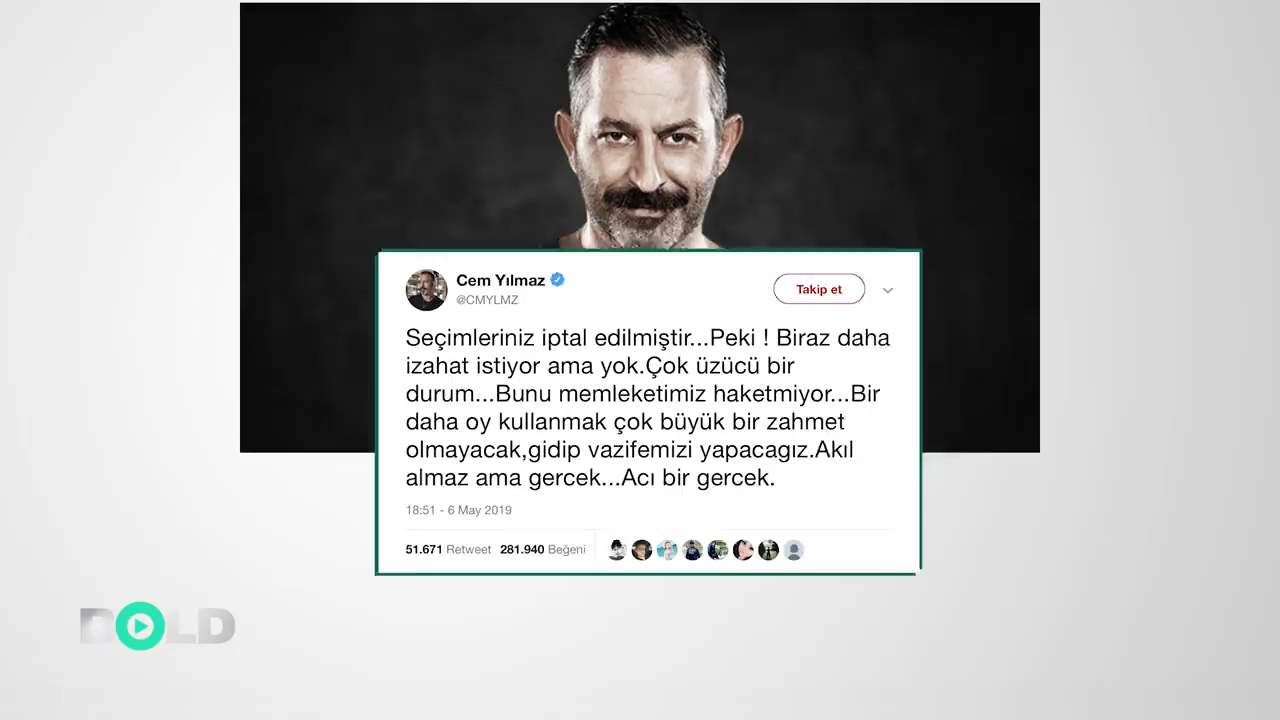 Cem Yılmaz
@CMYLMZ
Takip et
Seçimleriniz iptal edilmiştir...Peki ! Biraz daha
izahat istiyor ama yok.Çok üzücü bir
durum...Bunu memleketimiz haketmiyor...Bir
daha oy kullanmak çok büyük bir zahmet
olmayacak,gidip vazifemizi yapacagız.Akıl
almaz ama gercek...Acı bir gercek.
18:51 - 6 May 2019
51.671 Retweet 281.940 Beğeni
BOLD